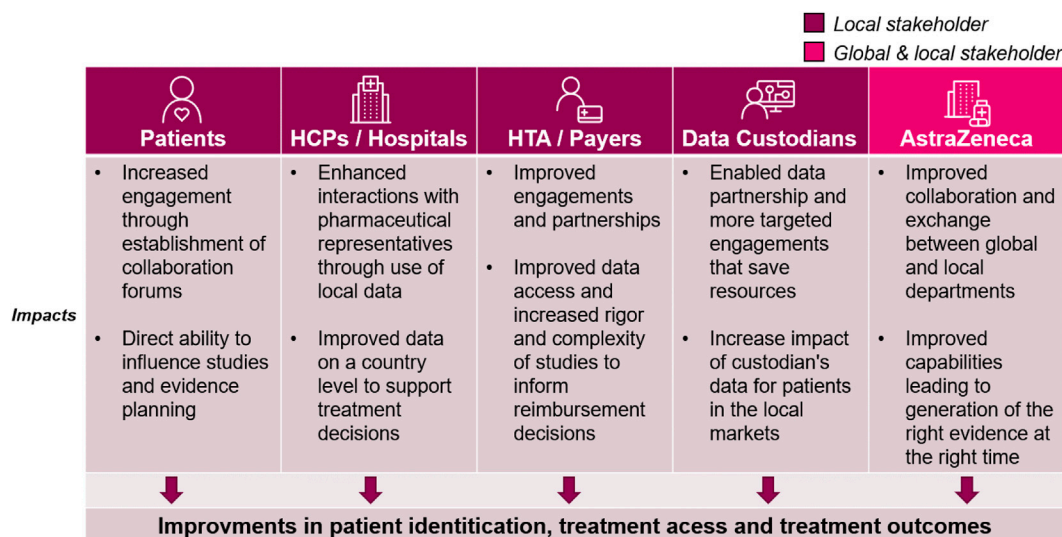 Local stakeholder
Global & local stakeholder
Patients
HCPs / Hospitals
HTA / Payers
Data Custodians
AstraZeneca
Impacts
• Increased
engagement
through
establishment of
collaboration
forums
• Direct ability to
influence studies
and evidence
planning
• Enhanced
interactions with
pharmaceutical
representatives
through use of
local data
• Improved data
on a country
level to support
treatment
decisions
• Improved
engagements
and partnerships
• Improved data
access and
increased rigor
and complexity
of studies to
inform
reimbursement
decisions
• Enabled data
partnership and
more targeted
engagements
that save
resources
• Increase impact
of custodian's
data for patients
in the local
markets
• Improved
collaboration and
exchange
between global
and local
departments
• Improved
capabilities
leading to
generation of the
right evidence at
the right time
Improvments in patient identitication, treatment acess and treatment outcomes